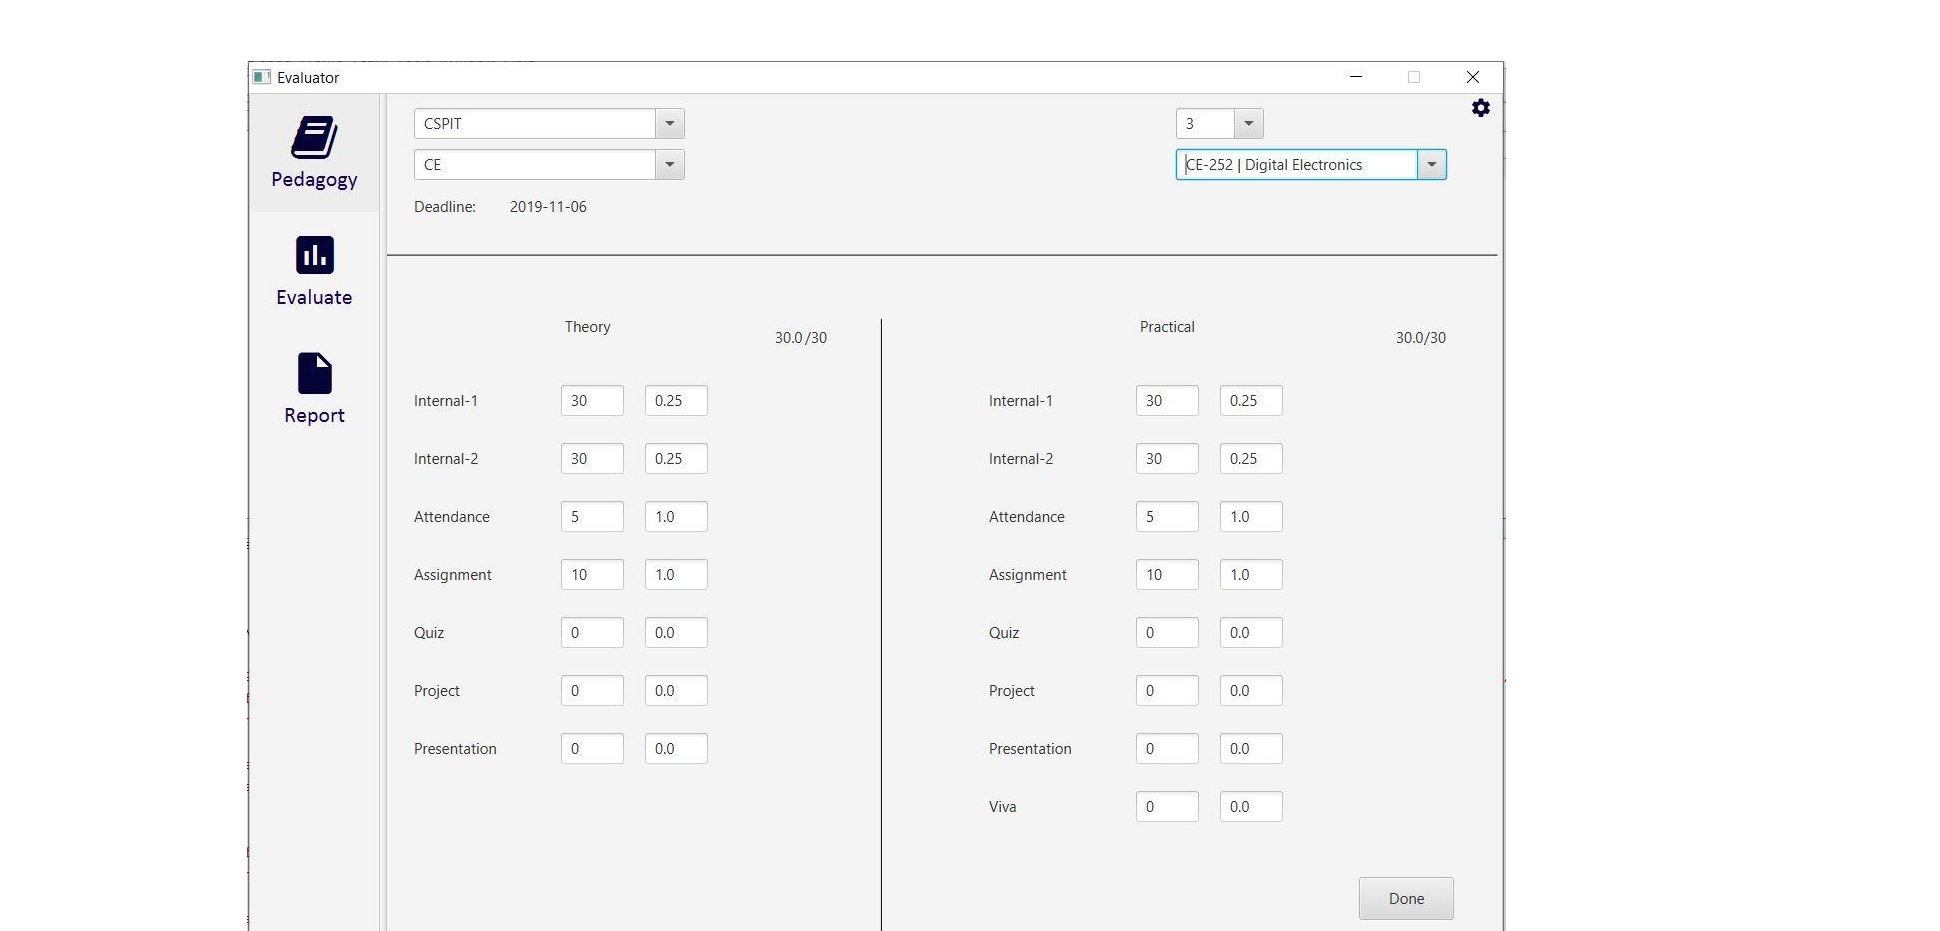 Evaluator
Pedagogy
Evaluate
Report
CSPIT
3
CE
CE-252 | Digital Electronics
Deadline: 2019-11-06
Theory
30.0/30
Internal-1 30 0.25
Internal-2 30 0.25
Attendance 5 1.0
Assignment 10 1.0
Quiz 0 0.0
Project 0 0.0
Presentation 0 0.0
Practical
30.0/30
Internal-1 30 0.25
Internal-2 30 0.25
Attendance 5 1.0
Assignment 10 1.0
Quiz 0 0.0
Project 0 0.0
Presentation 0 0.0
Viva 0 0.0
Done